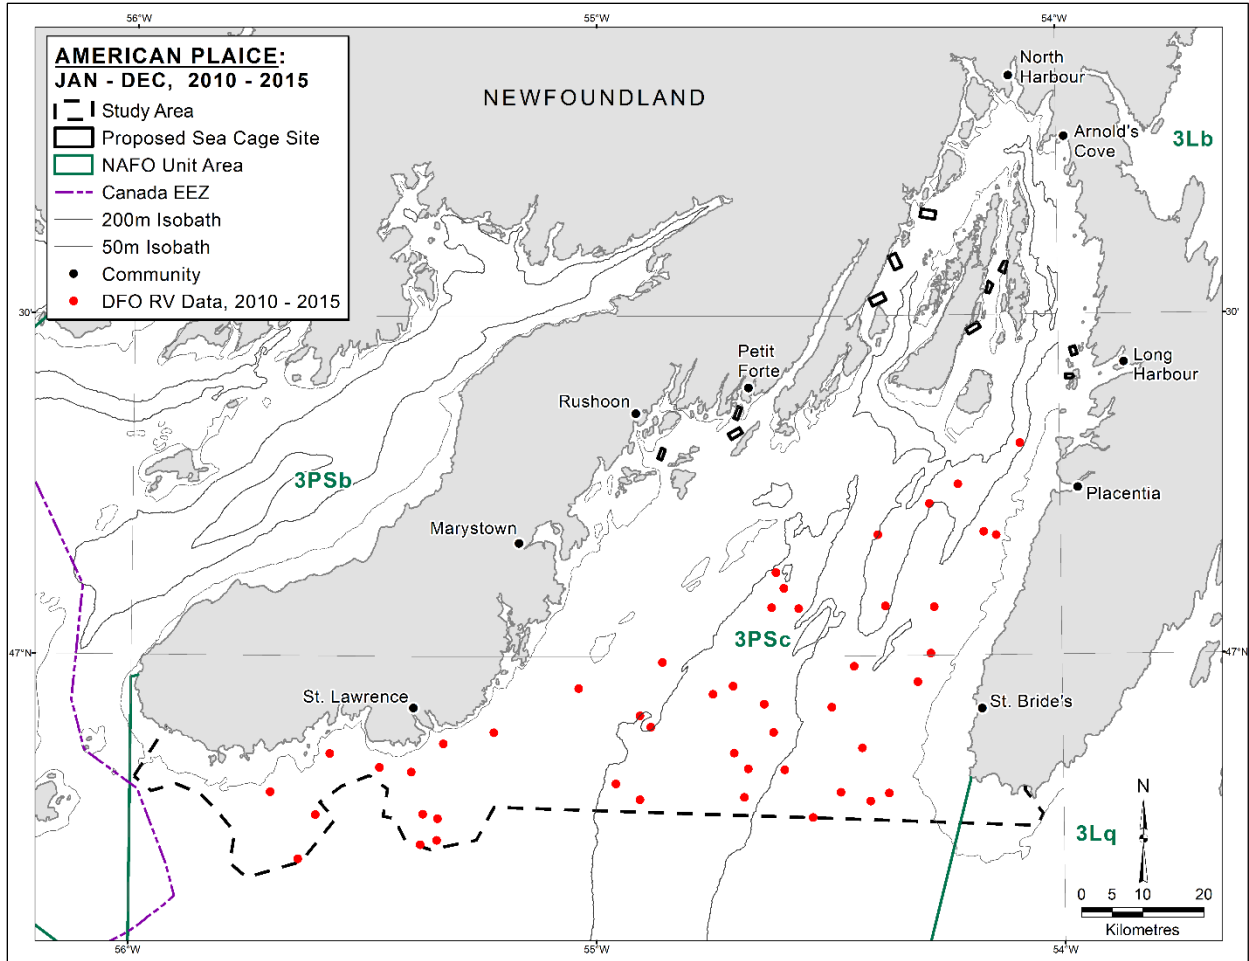 56°W
55°W
54°W
AMERICAN PLAICE:
JAN - DEC, 2010 - 2015
Study Area
Proposed Sea Cage Site
NAFO Unit Area
Canada EEZ
200m Isobath
50m Isobath
Community
DFO RV Data, 2010 - 2015
NEWFOUNDLAND
North
Harbour
Arnold's
Cove
3Lb
30'
30'
Petit
Forte
Long
Harbour
Rushoon
3PSb
Placentia
Marystown
3PSc
47°N
47°N
St. Lawrence
St. Bride's
N
3Lq
0 5 10 20
Kilometres
56°W
55°W
54°W